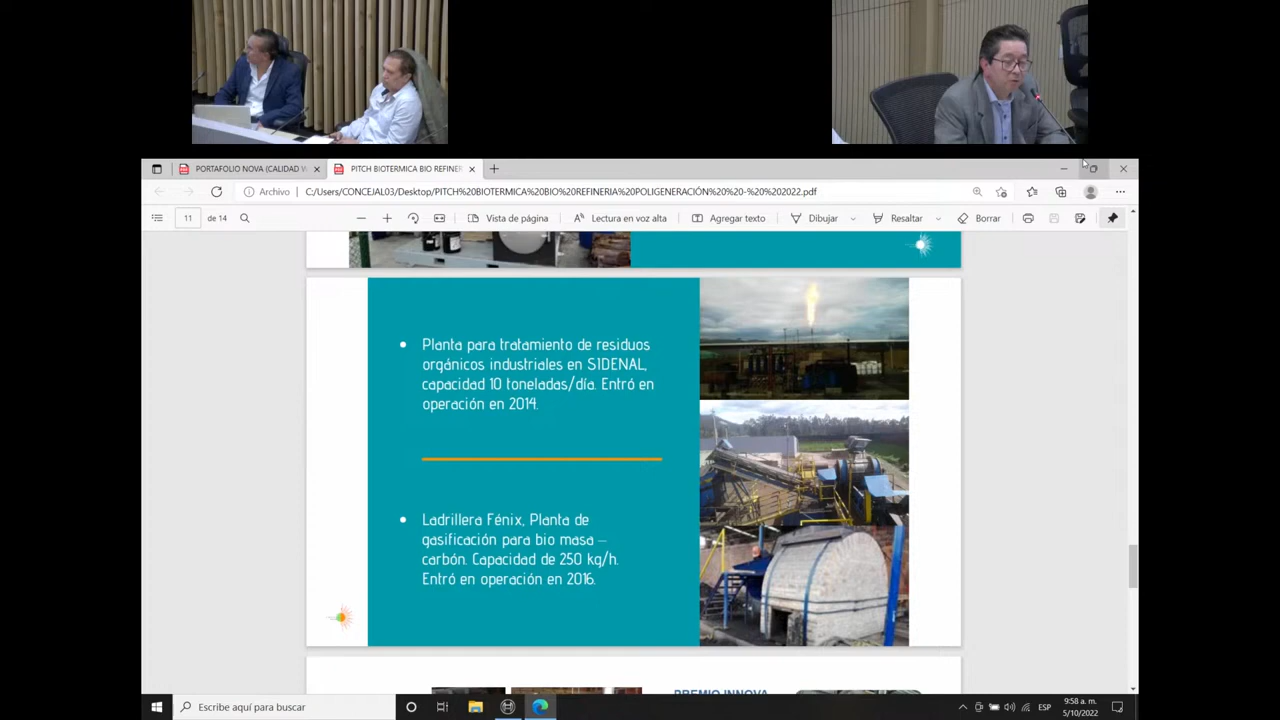 PORTAFOLIO NOVA (CALIDAD W
PITCH BIOTERMICA BIO REFINER
Archivo
C:/Users/CONCEJAL03/Desktop/PITCH%20BIOTERMICA%20BIO%20REFINERIA%20POLIGENERACIÓN%20%20-%20%202022.pdf
11 de 14
Vista de página
Lectura en voz alta
Agregar texto
Dibujar
Resaltar
Borrar
• Planta para tratamiento de residuos
orgánicos industriales en SIDENAL,
capacidad 10 toneladas/día. Entró en
operación en 2014.
• Ladrillera Fénix, Planta de
gasificación para bio masa –
carbón. Capacidad de 250 kg/h.
Entró en operación en 2016.
PREMIO INNOVA
Escribe aquí para buscar
ESP
9:58 a. m.
5/10/2022